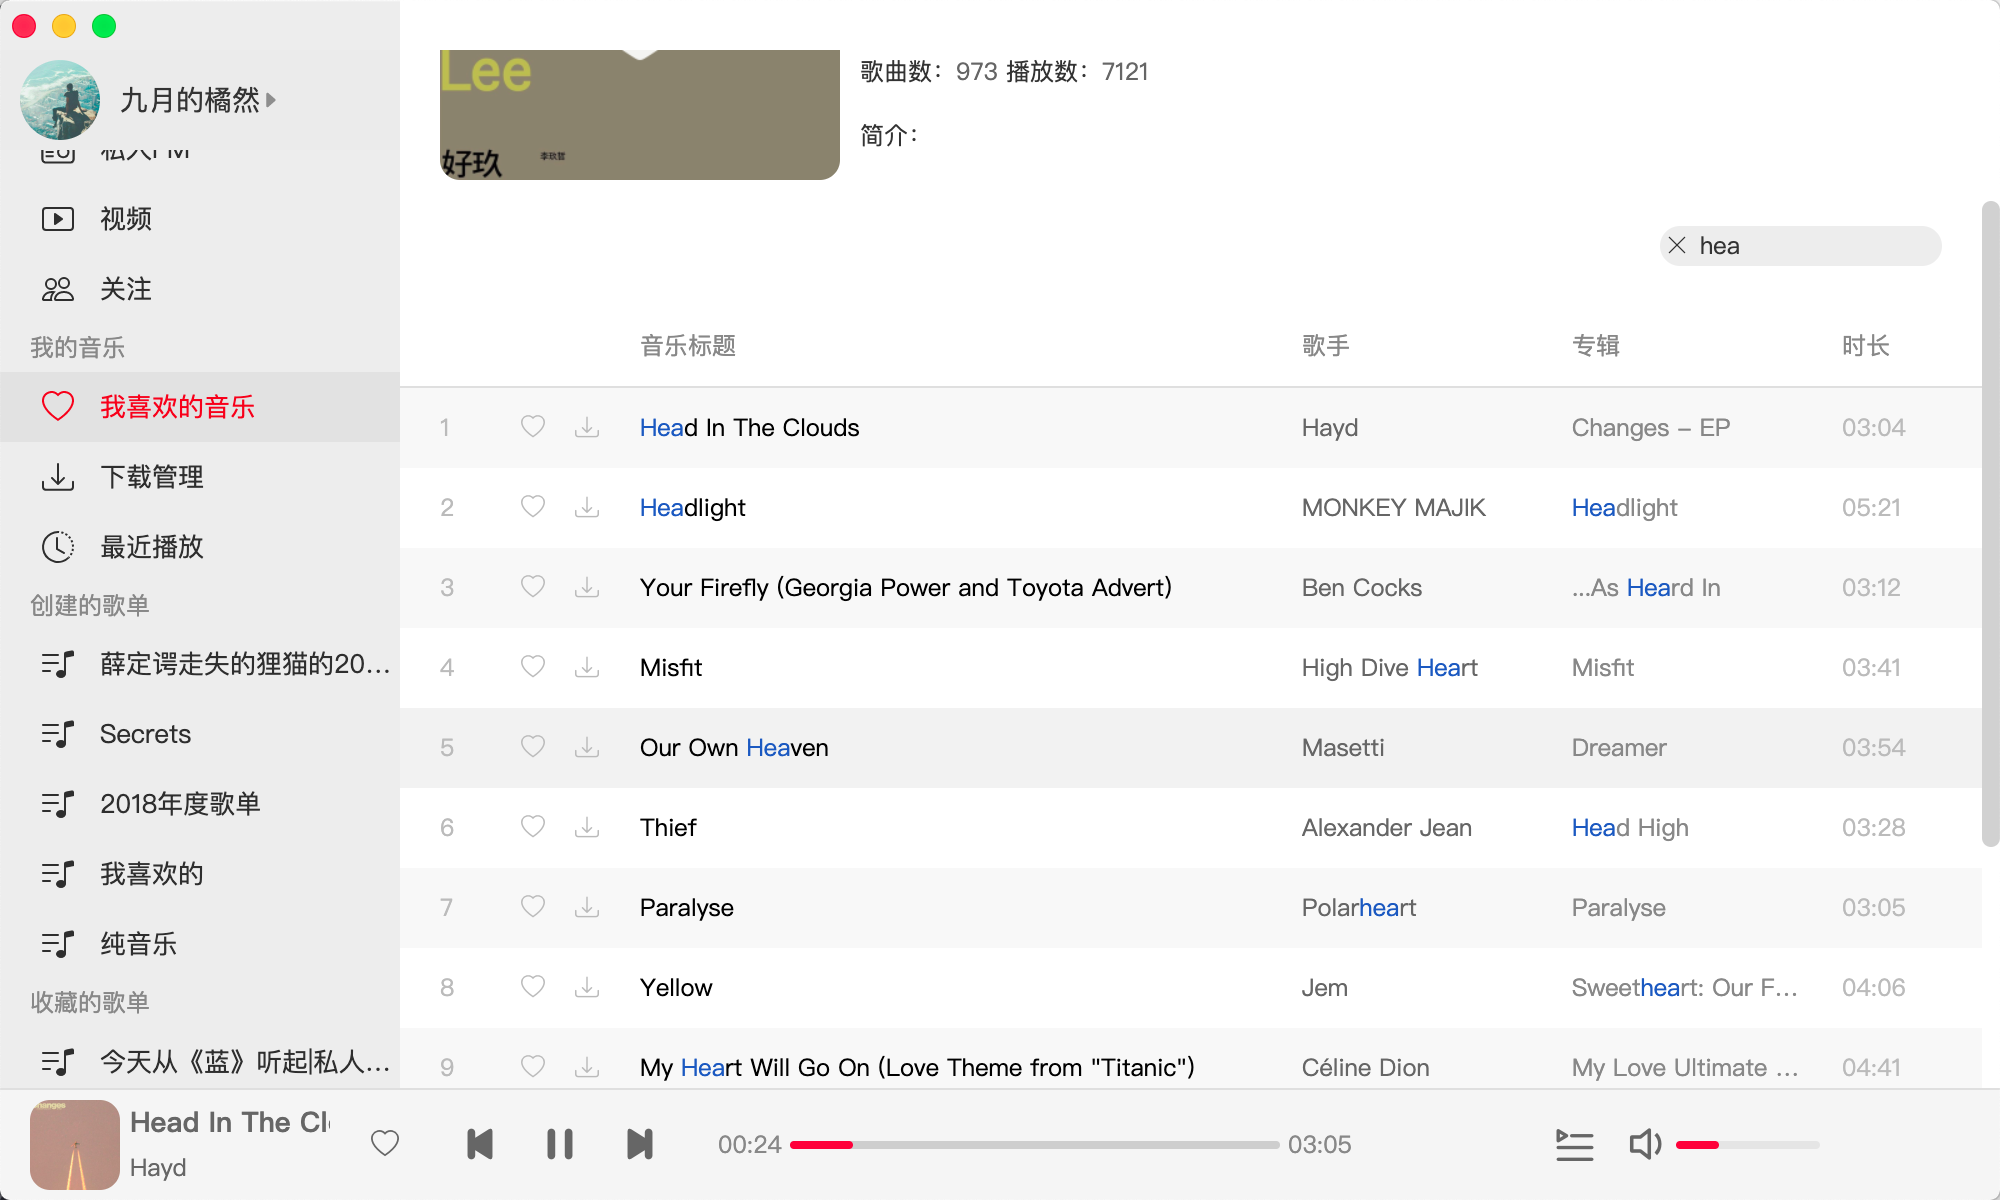 九月的橘然
私人FM
视频
关注
我的音乐
我喜欢的音乐
下载管理
最近播放
创建的歌单
薛定谔走失的狸猫的20...
Secrets
2018年度歌单
我喜欢的
纯音乐
收藏的歌单
今天从《蓝》听起|私人...
Lee
好玖
李玖哲
歌曲数： 973 播放数： 7121
简介：
hea
音乐标题 歌手 专辑 时长
1 Head In The Clouds Hayd Changes – EP 03:04
2 Headlight MONKEY MAJIK Headlight 05:21
3 Your Firefly (Georgia Power and Toyota Advert) Ben Cocks ...As Heard In 03:12
4 Misfit High Dive Heart Misfit 03:41
5 Our Own Heaven Masetti Dreamer 03:54
6 Thief Alexander Jean Head High 03:28
7 Paralyse Polarheart Paralyse 03:05
8 Yellow Jem Sweetheart: Our F... 04:06
9 My Heart Will Go On (Love Theme from "Titanic") Céline Dion My Love Ultimate ... 04:41
Head In The Cl
Hayd
00:24 03:05